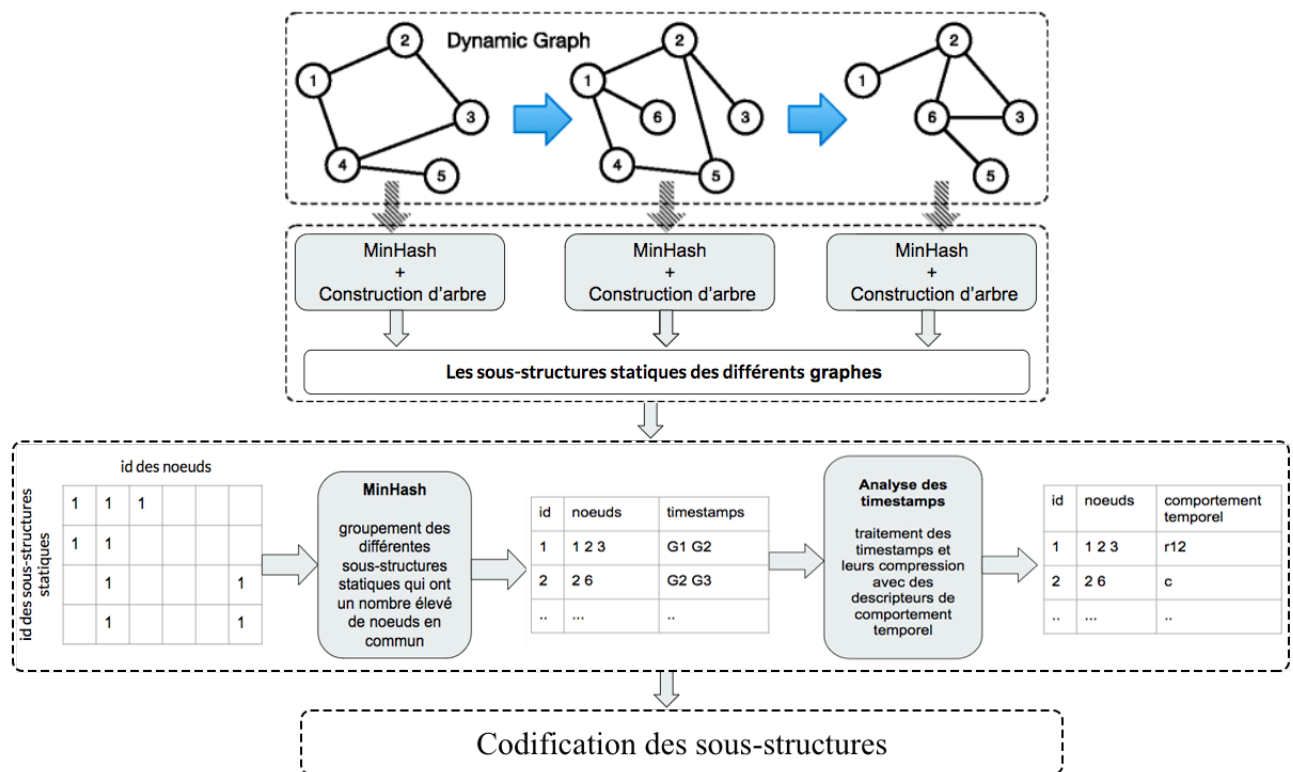 Dynamic Graph
1
2
3
4
5
1
2
6
3
4
5
1
2
6
3
5
MinHash
+
Construction d'arbre
MinHash
+
Construction d'arbre
MinHash
+
Construction d'arbre
Les sous-structures statiques des différents graphes
id des noeuds
id des sous-structures
statiques
1 1 1
1 1
1 1
1 1
MinHash
groupement des
différentes
sous-structures
statiques qui ont
un nombre élevé
de noeuds en
commun
id noeuds timestamps
1 1 2 3 G1 G2
2 2 6 G2 G3
.. ... ..
Analyse des
timestamps
traitement des
timestamps et
leurs compression
avec des
descripteurs de
comportement
temporel
id noeuds comportement
temporel
1 1 2 3 r12
2 2 6 c
.. ... ..
Codification des sous-structures